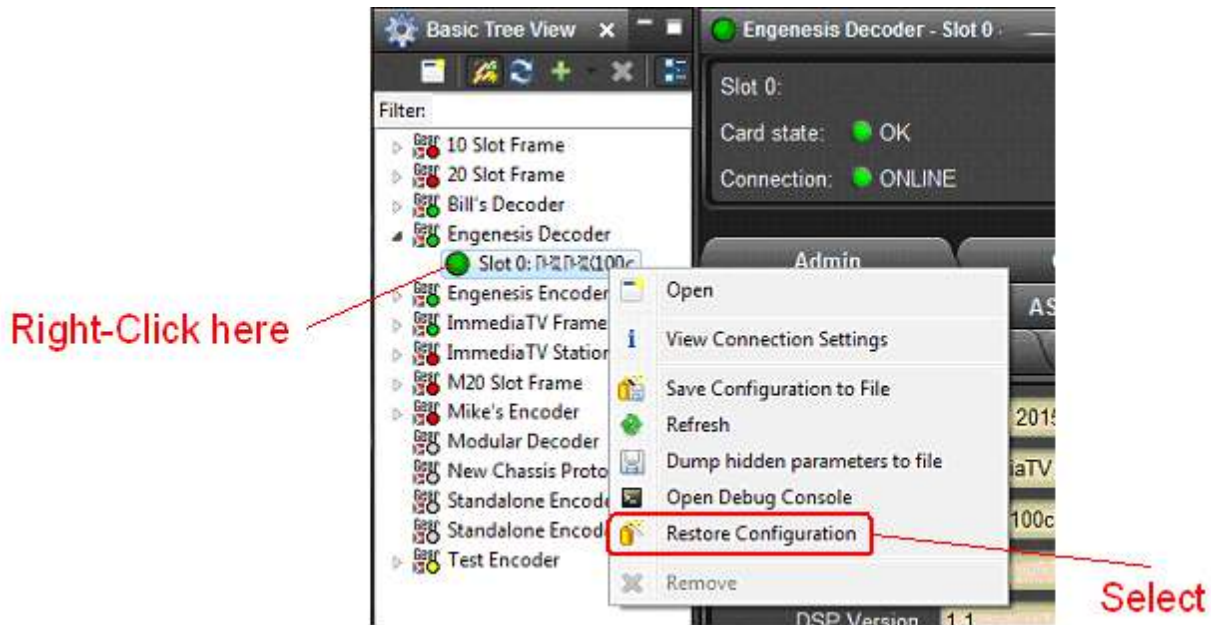 Basic Tree View
Engenesis Decoder - Slot 0
Filter:
Slot 0:
Card state: OK
Connection: ONLINE
10 Slot Frame
20 Slot Frame
Bill's Decoder
Engenesis Decoder
Slot 0: 100c
Engenesis Encoder
ImmediaTV Frame
ImmediaTV Station
M20 Slot Frame
Mike's Encoder
Modular Decoder
New Chassis Proto
Standalone Encode
Standalone Encod
Test Encoder
Admin
AS
Open
View Connection Settings
Save Configuration to File
Refresh
Dump hidden parameters to file
Open Debug Console
Restore Configuration
Remove
2015
iaTV
100c
DSP Version 1.1
Right-Click here
Select